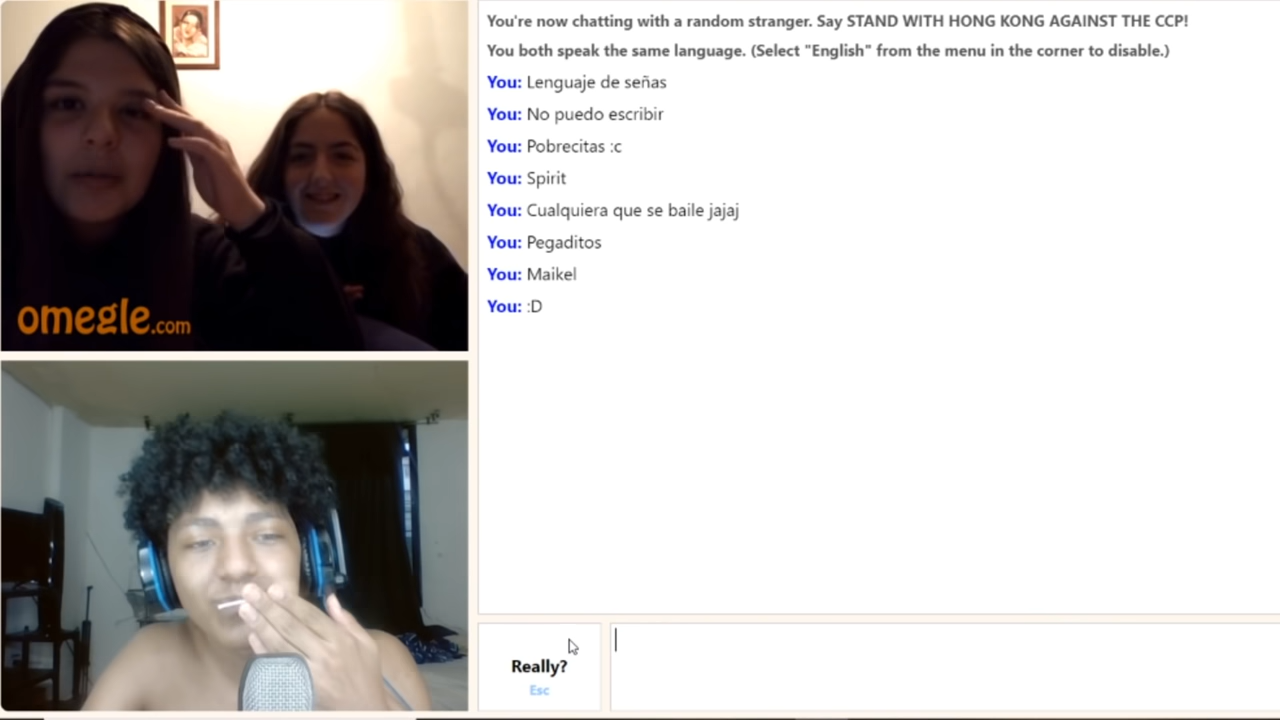 You're now chatting with a random stranger. Say STAND WITH HONG KONG AGAINST THE CCP!
You both speak the same language. (Select "English" from the menu in the corner to disable.)
You: Lenguaje de señas
You: No puedo escribir
You: Pobrecitas :c
You: Spirit
You: Cualquiera que se baile jajaj
You: Pegaditos
You: Maikel
You: :D
omegle.com
Really?
Esc